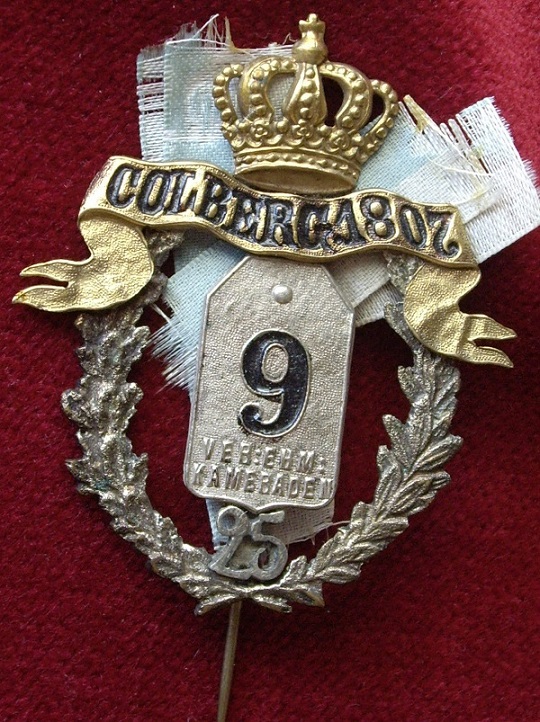 COLBERG-1807
9
VER:EHM:
KAMERADEN
25